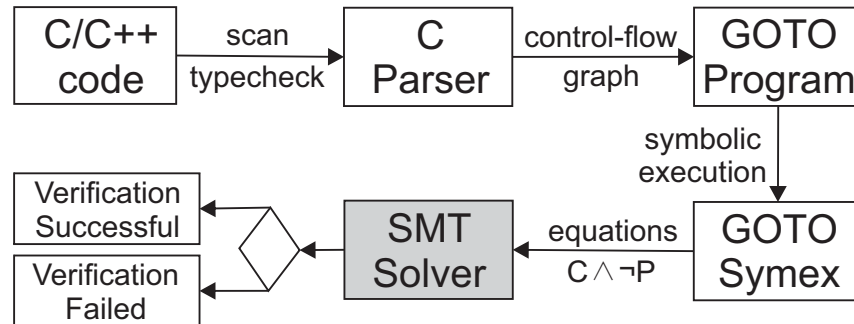 C/C++
code
scan
typecheck
C
Parser
control-flow
graph
GOTO
Program
symbolic
execution
GOTO
Symex
equations
C∧¬P
SMT
Solver
Verification
Successful
Verification
Failed